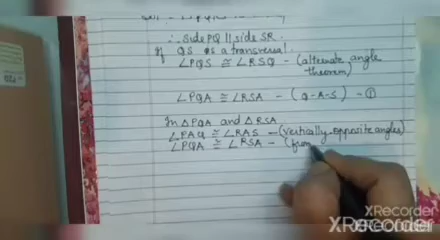 ∴ side PQ || side SR.
If QS is a transversal
∠PQS ≅ ∠RSQ - (alternate angle
theorem)
∠PQA ≅ ∠RSA - (Q-A-S) - ①
In △PQA and △RSA
∠PAQ ≅ ∠RAS - (vertically opposite angles)
∠PQA ≅ ∠RSA - (from
XRecorder
XRecorder